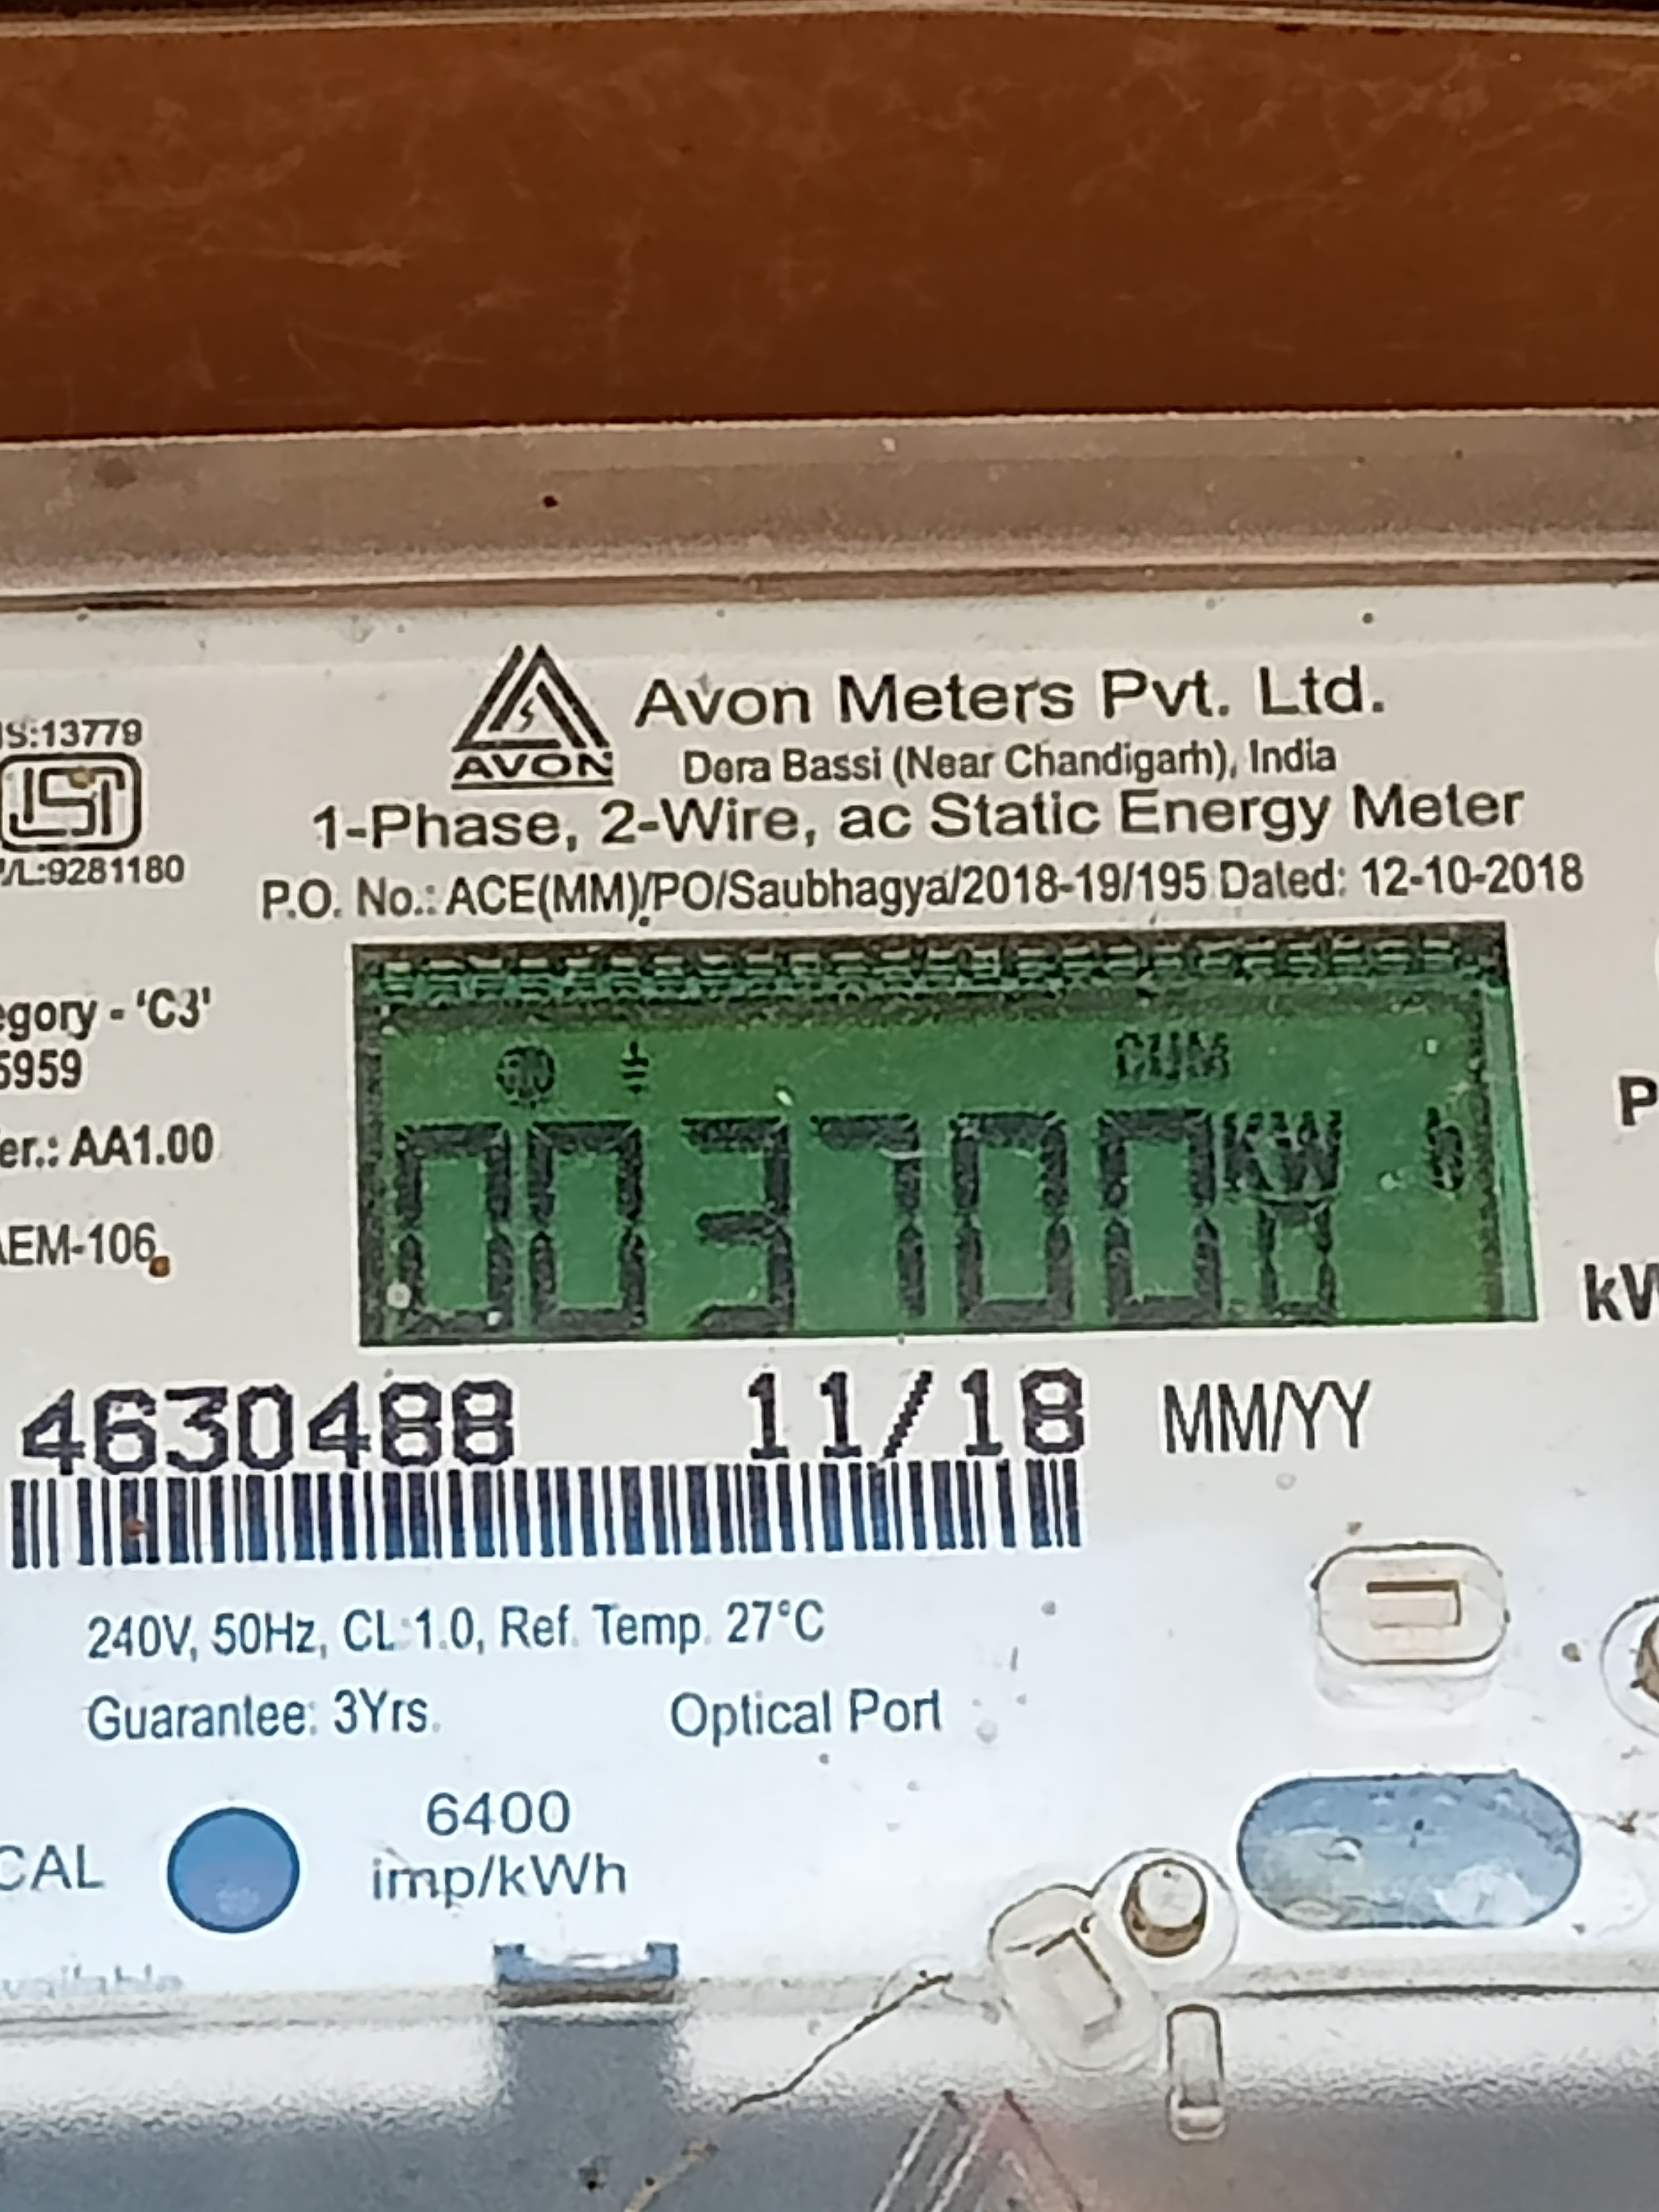 IS:13779
ISI
/L:9281180
AVON
Avon Meters Pvt. Ltd.
Dera Bassi (Near Chandigarh), India
1-Phase, 2-Wire, ac Static Energy Meter
P.O. No.: ACE(MM)/PO/Saubhagya/2018-19/195 Dated: 12-10-2018
egory - 'C3'
5959
er.: AA1.00
AEM-106
CUM
003700 KW h
P
kW
4630488 11/18 MM/YY
240V, 50Hz, CL 1.0, Ref. Temp. 27°C
Guarantee: 3Yrs. Optical Port
CAL 6400
imp/kWh